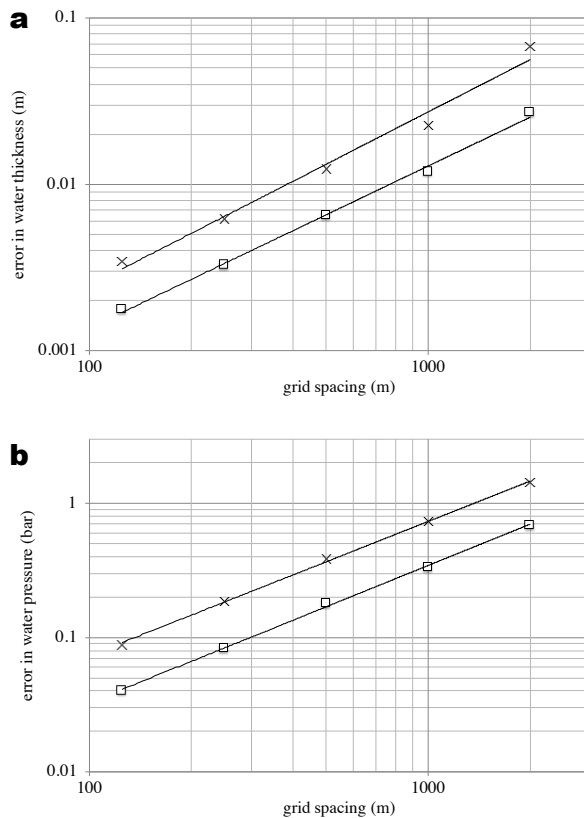 a
0.1
0.01
0.001
error in water thickness (m)
100
1000
grid spacing (m)
b
1
0.1
0.01
error in water pressure (bar)
100
1000
grid spacing (m)